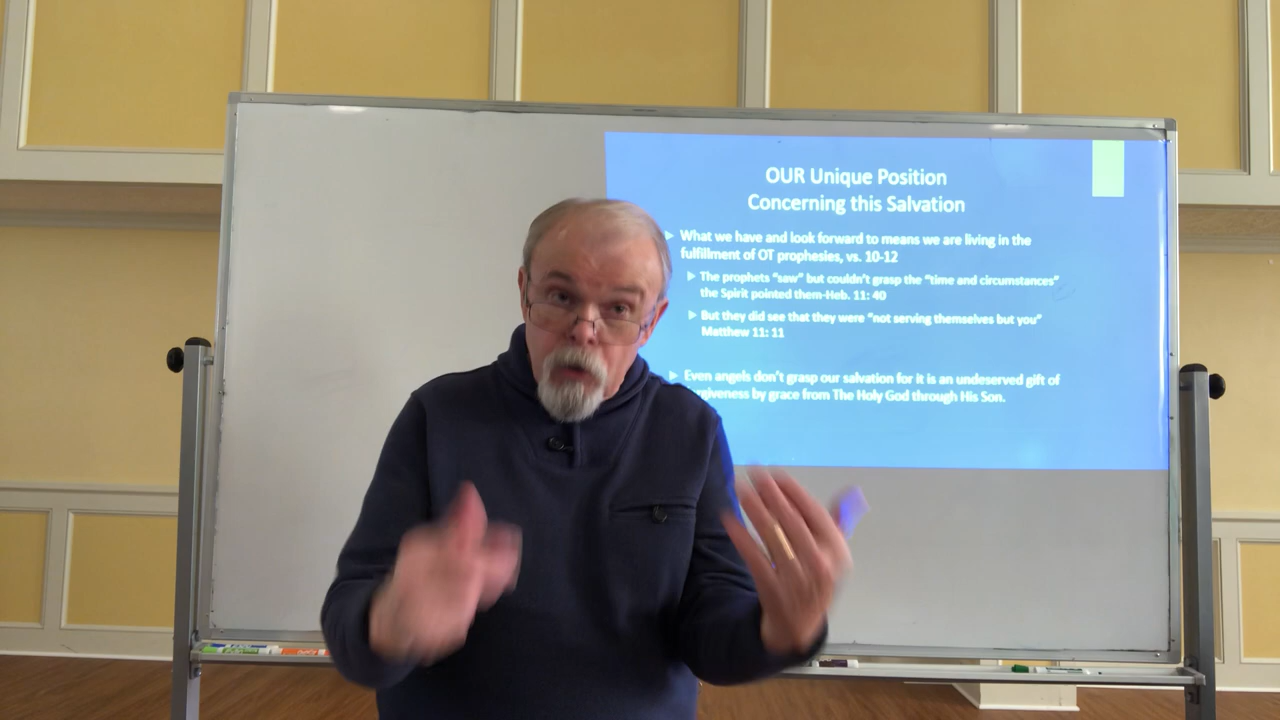 OUR Unique Position
Concerning this Salvation
What we have and look forward to means we are living in the
fulfillment of OT prophesies, vs. 10-12
The prophets "saw" but couldn't grasp the "time and circumstances"
the Spirit pointed them-Heb. 11: 40
But they did see that they were "not serving themselves but you"
Matthew 11: 11
Even angels don't grasp our salvation for it is an undeserved gift of
by grace from The Holy God through His Son.